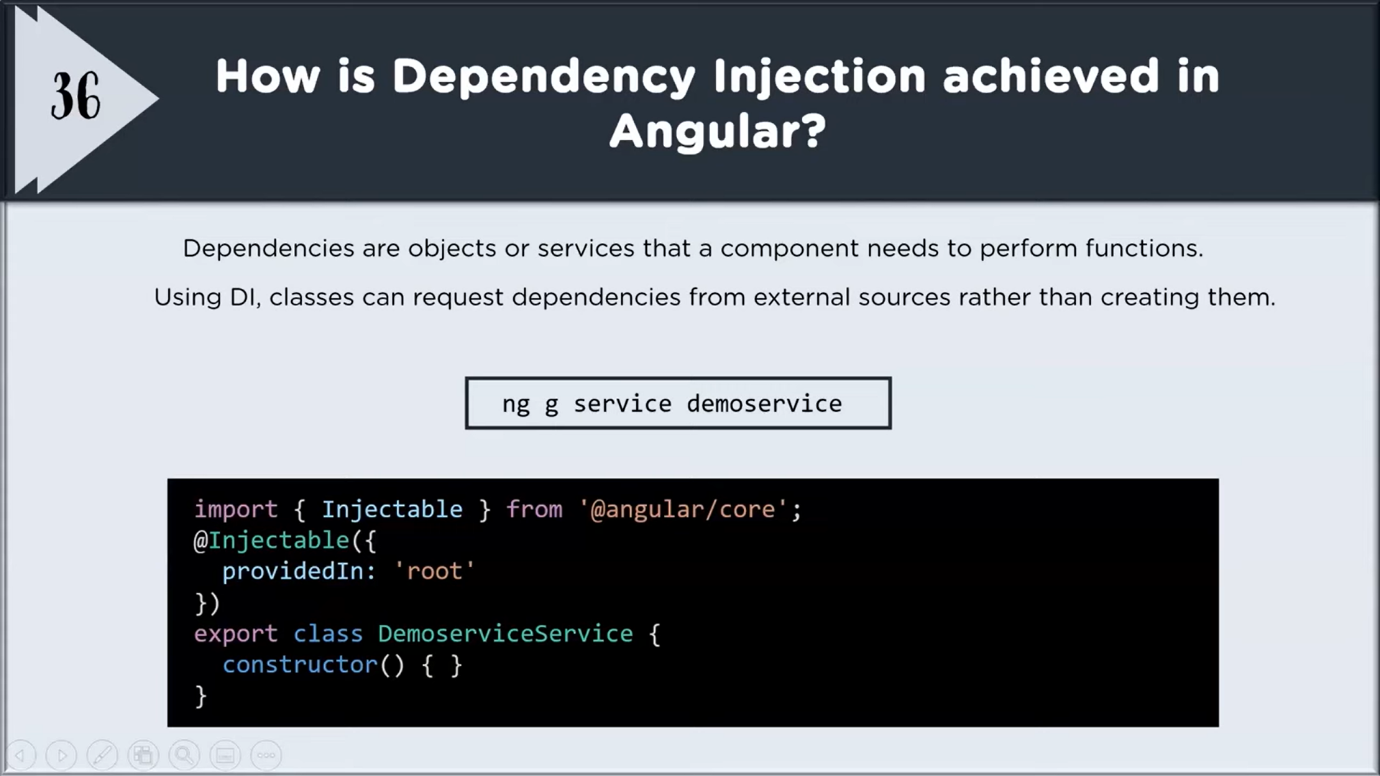 36
How is Dependency Injection achieved in
Angular?
Dependencies are objects or services that a component needs to perform functions.
Using DI, classes can request dependencies from external sources rather than creating them.
ng g service demoservice
import { Injectable } from '@angular/core';
@Injectable({
  providedIn: 'root'
})
export class DemoserviceService {
  constructor() { }
}